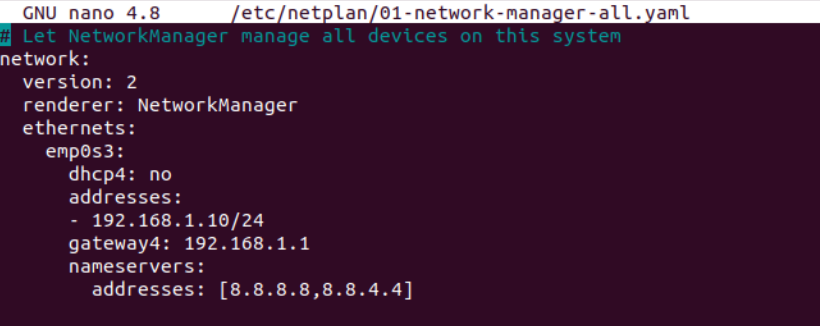 GNU nano 4.8 /etc/netplan/01-network-manager-all.yaml
# Let NetworkManager manage all devices on this system
network:
  version: 2
  renderer: NetworkManager
  ethernets:
    emp0s3:
      dhcp4: no
      addresses:
      - 192.168.1.10/24
      gateway4: 192.168.1.1
      nameservers:
        addresses: [8.8.8.8,8.8.4.4]